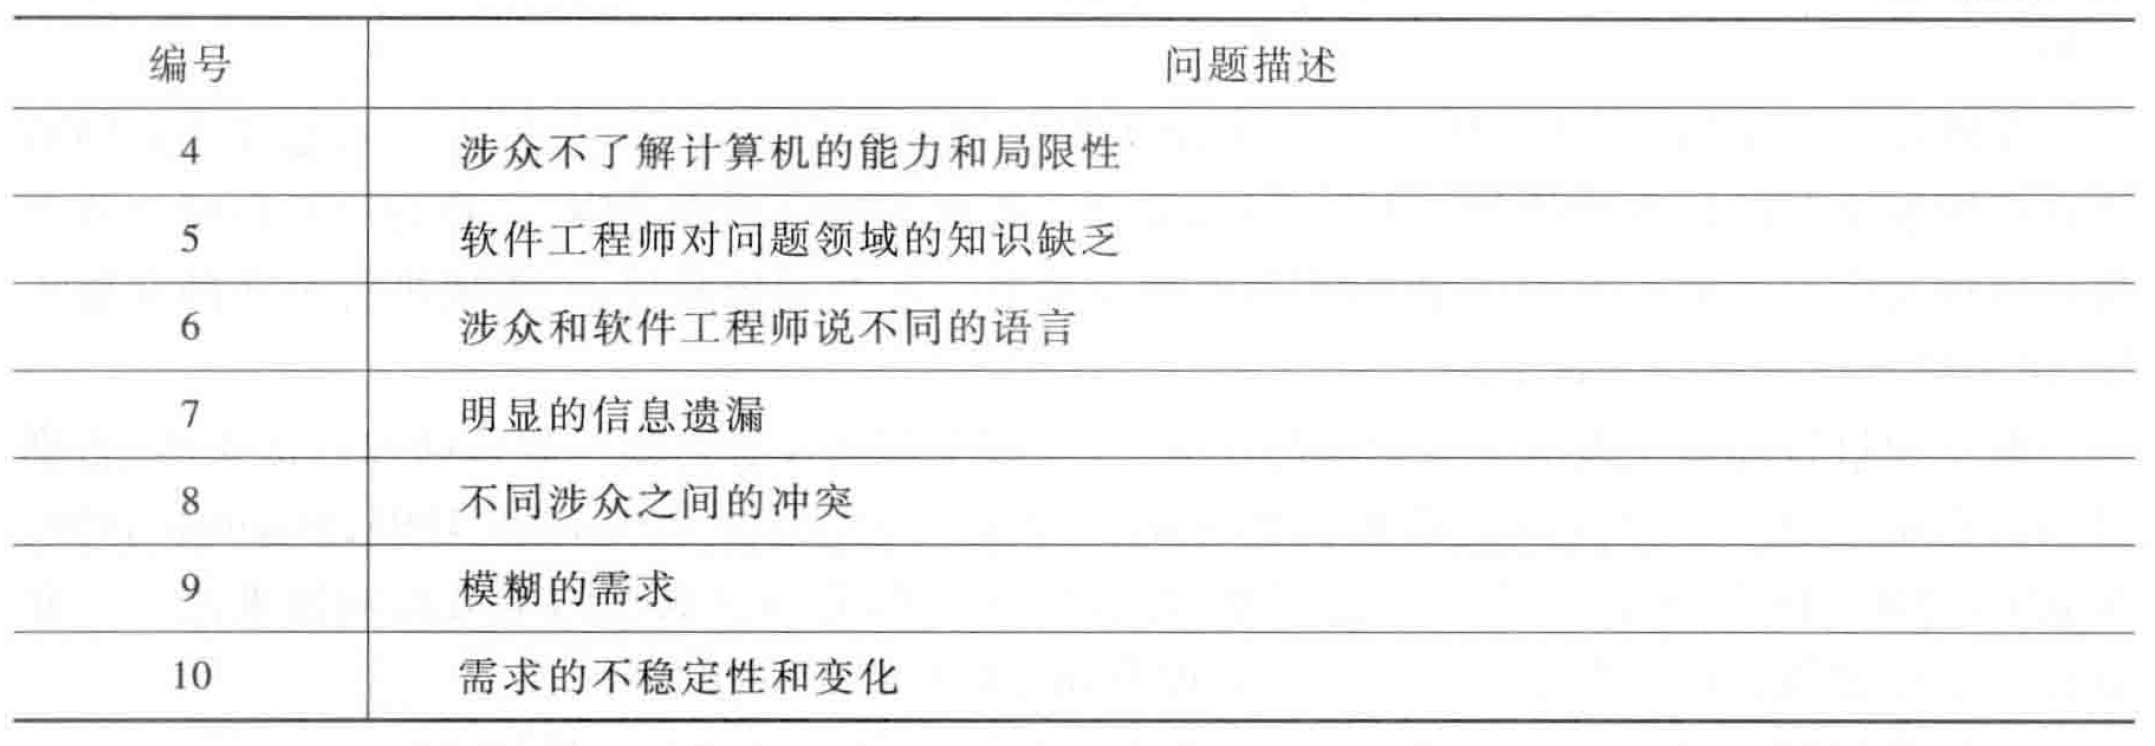 编号 问题描述
4 涉众不了解计算机的能力和局限性
5 软件工程师对问题领域的知识缺乏
6 涉众和软件工程师说不同的语言
7 明显的信息遗漏
8 不同涉众之间的冲突
9 模糊的需求
10 需求的不稳定性和变化